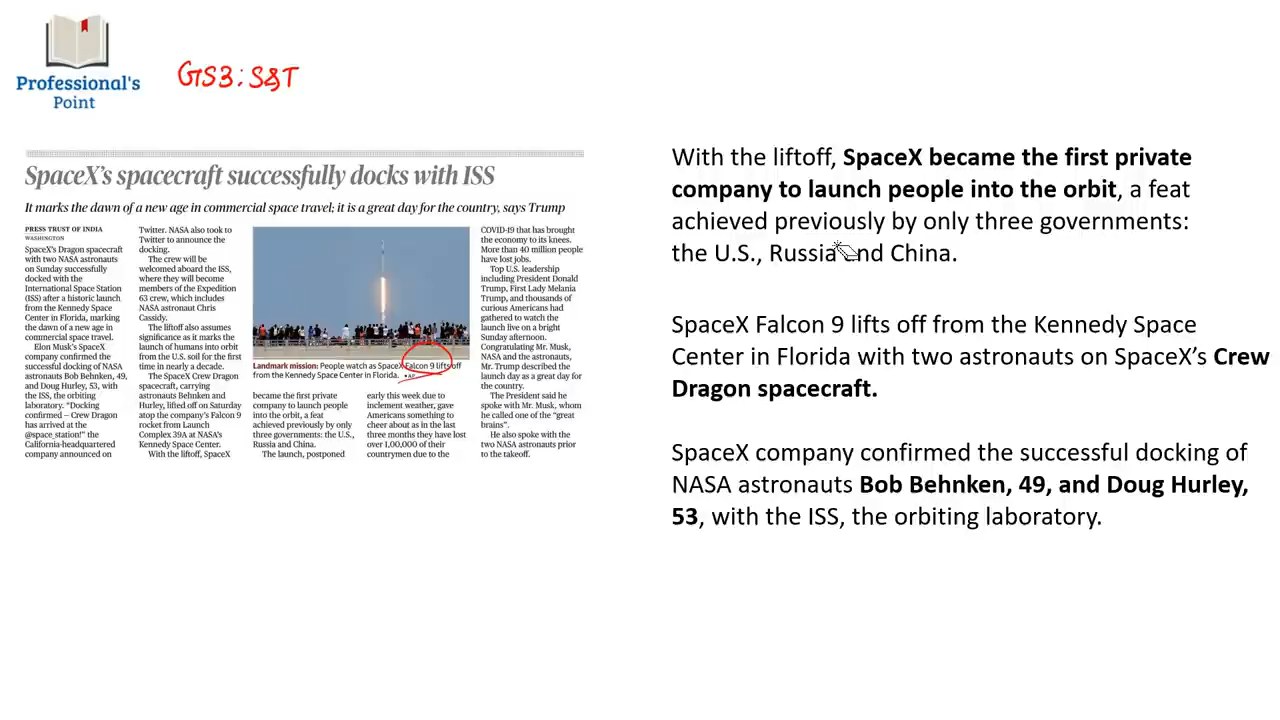 Professional's
Point
GS3: S&T
SpaceX's spacecraft successfully docks with ISS
It marks the dawn of a new age in commercial space travel; it is a great day for the country, says Trump
PRESS TRUST OF INDIA
WASHINGTON
SpaceX's Dragon spacecraft
with two NASA astronauts
on Sunday successfully
docked with the
International Space Station
(ISS) after a historic launch
from the Kennedy Space
Center in Florida, marking
the dawn of a new age in
commercial space travel.
Elon Musk's SpaceX
company confirmed the
successful docking of NASA
astronauts Bob Behnken, 49,
and Doug Hurley, 53, with
the ISS, the orbiting
laboratory. "Docking
confirmed – Crew Dragon
has arrived at the
@space_station!" the
California-headquartered
company announced on
Twitter. NASA also took to
Twitter to announce the
docking.
The crew will be
welcomed aboard the ISS,
where they will become
members of the Expedition
63 crew, which includes
NASA astronaut Chris
Cassidy.
The liftoff also assumes
significance as it marks the
launch of humans into orbit
from the U.S. soil for the first
time in nearly a decade.
The SpaceX Crew Dragon
spacecraft, carrying
astronauts Behnken and
Hurley, lifted off on Saturday
atop the company's Falcon 9
rocket from Launch
Complex 39A at NASA's
Kennedy Space Center.
With the liftoff, SpaceX
Landmark mission: People watch as SpaceX Falcon 9 lifts off
from the Kennedy Space Center in Florida. • AP
became the first private
company to launch people
into the orbit, a feat
achieved previously by only
three governments: the U.S.,
Russia and China.
The launch, postponed
early this week due to
inclement weather, gave
Americans something to
cheer about as in the last
three months they have lost
over 1,00,000 of their
countrymen due to the
COVID-19 that has brought
the economy to its knees.
More than 40 million people
have lost jobs.
Top U.S. leadership
including President Donald
Trump, First Lady Melania
Trump, and thousands of
curious Americans had
gathered to watch the
launch live on a bright
Sunday afternoon.
Congratulating Mr. Musk,
NASA and the astronauts,
Mr. Trump described the
launch day as a great day for
the country.
The President said he
spoke with Mr. Musk, whom
he called one of the "great
brains".
He also spoke with the
two NASA astronauts prior
to the takeoff.
With the liftoff, SpaceX became the first private
company to launch people into the orbit, a feat
achieved previously by only three governments:
the U.S., Russia and China.
SpaceX Falcon 9 lifts off from the Kennedy Space
Center in Florida with two astronauts on SpaceX's Crew
Dragon spacecraft.
SpaceX company confirmed the successful docking of
NASA astronauts Bob Behnken, 49, and Doug Hurley,
53, with the ISS, the orbiting laboratory.